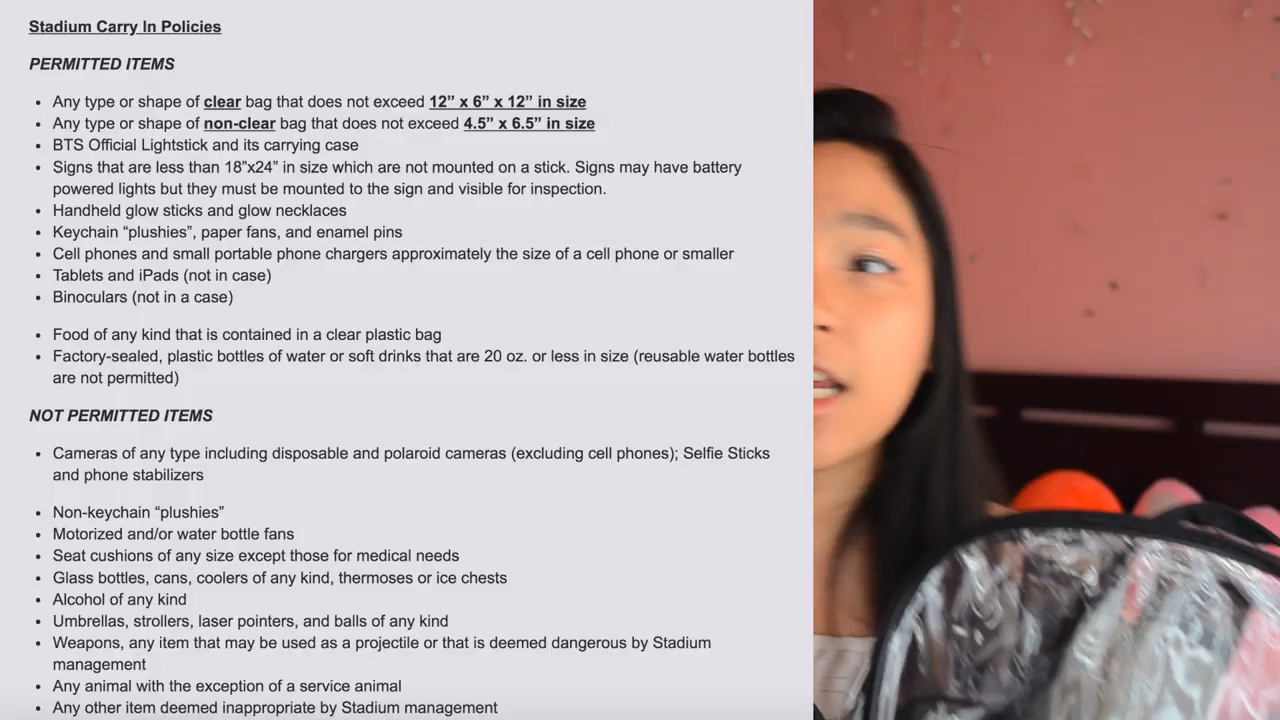 Stadium Carry In Policies
PERMITTED ITEMS
• Any type or shape of clear bag that does not exceed 12” x 6” x 12” in size
• Any type or shape of non-clear bag that does not exceed 4.5” x 6.5” in size
• BTS Official Lightstick and its carrying case
• Signs that are less than 18”x24” in size which are not mounted on a stick. Signs may have battery
powered lights but they must be mounted to the sign and visible for inspection.
• Handheld glow sticks and glow necklaces
• Keychain “plushies”, paper fans, and enamel pins
• Cell phones and small portable phone chargers approximately the size of a cell phone or smaller
• Tablets and iPads (not in case)
• Binoculars (not in a case)
• Food of any kind that is contained in a clear plastic bag
• Factory-sealed, plastic bottles of water or soft drinks that are 20 oz. or less in size (reusable water bottles
are not permitted)
NOT PERMITTED ITEMS
• Cameras of any type including disposable and polaroid cameras (excluding cell phones); Selfie Sticks
and phone stabilizers
• Non-keychain “plushies”
• Motorized and/or water bottle fans
• Seat cushions of any size except those for medical needs
• Glass bottles, cans, coolers of any kind, thermoses or ice chests
• Alcohol of any kind
• Umbrellas, strollers, laser pointers, and balls of any kind
• Weapons, any item that may be used as a projectile or that is deemed dangerous by Stadium
management
• Any animal with the exception of a service animal
• Any other item deemed inappropriate by Stadium management